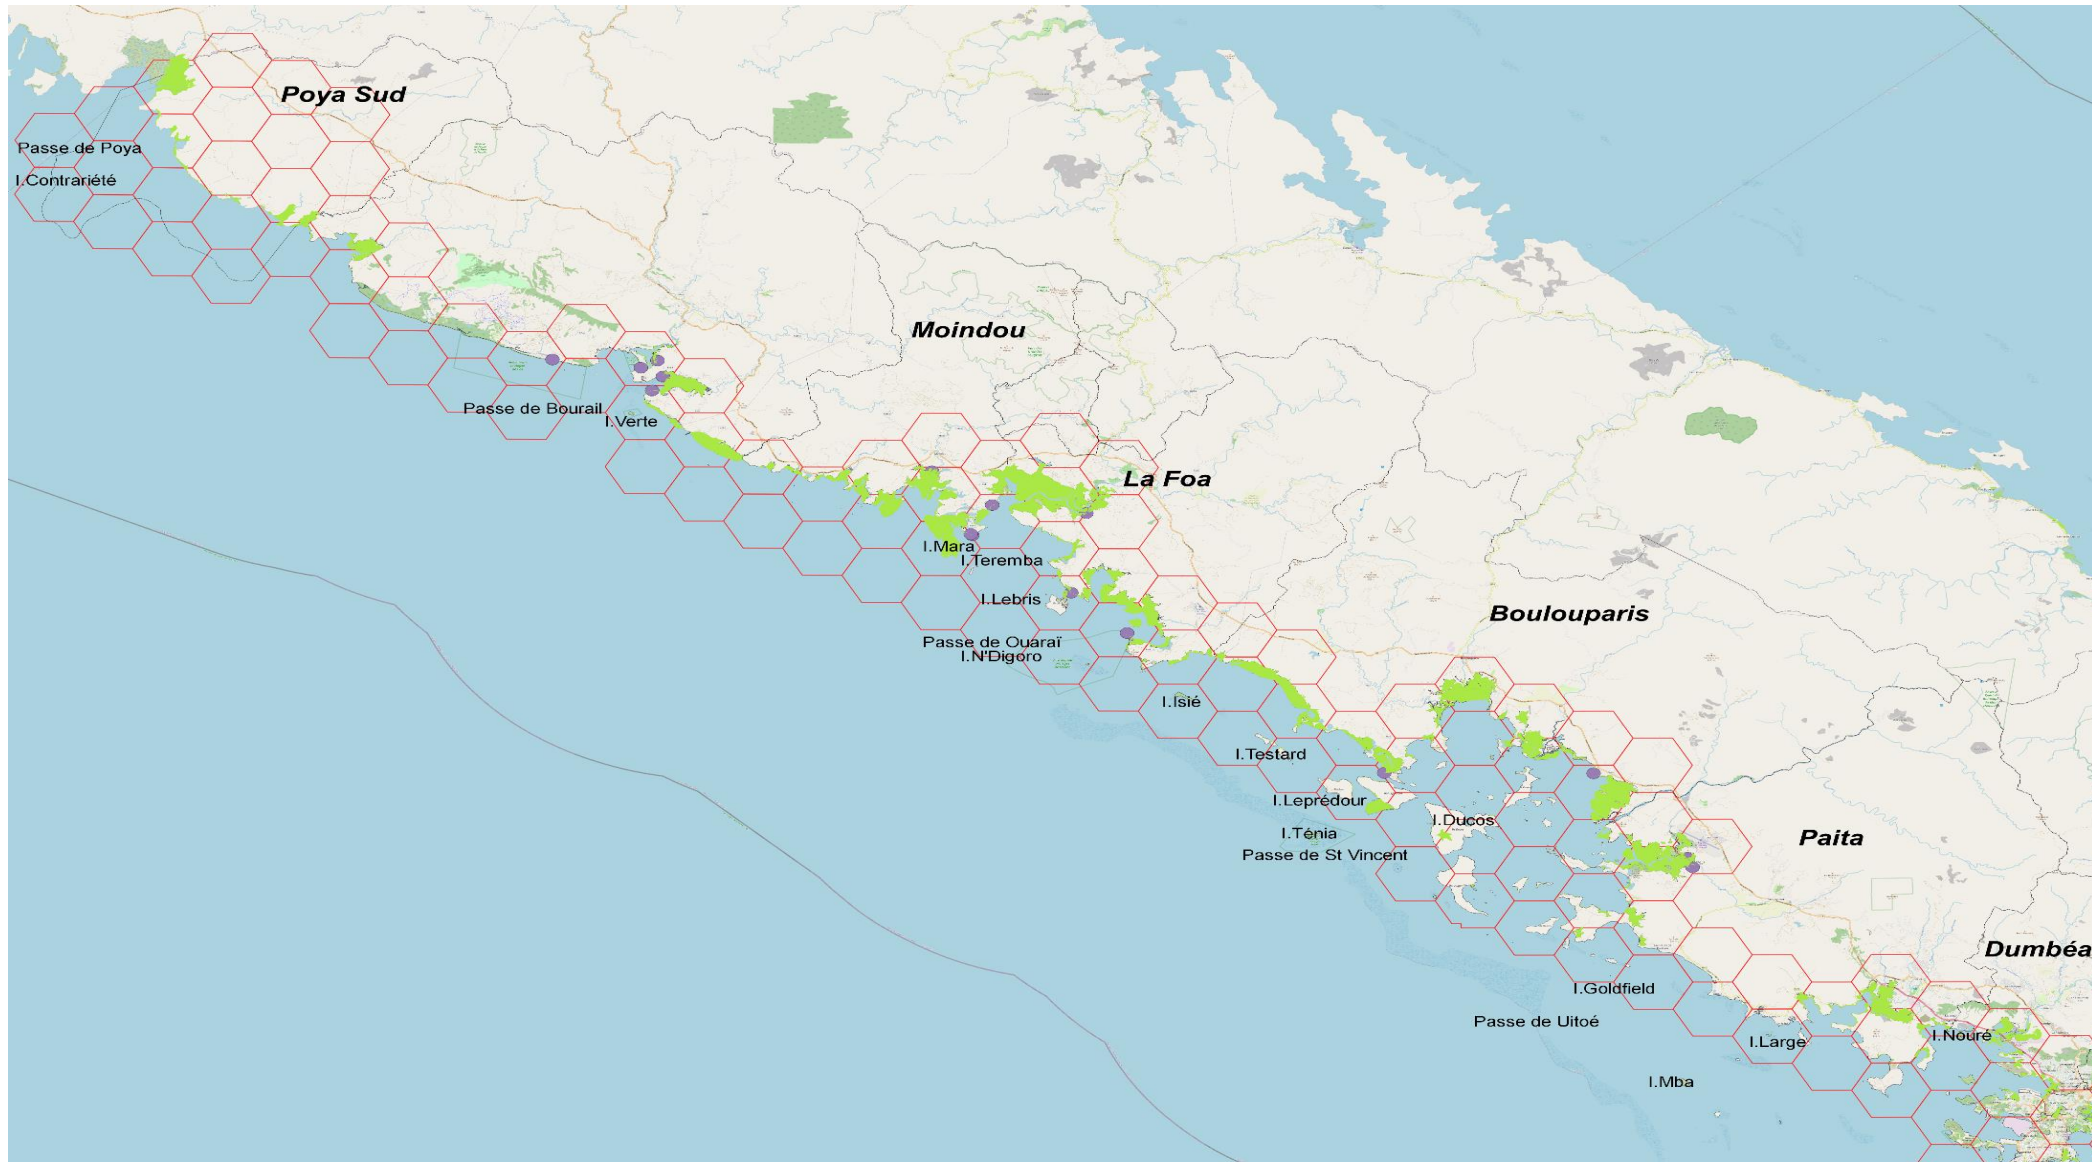 Poya Sud
Passe de Poya
I.Contrariété
Moindou
Passe de Bourail
I.Verte
La Foa
I.Mara
I.Teremba
I.Lebris
Boulouparis
Passe de Ouaraï
I.N'Digoro
I.Isié
I.Testard
I.Leprédour
I.Ducos
I.Ténia
Paita
Passe de St Vincent
Dumbéa
I.Goldfield
Passe de Uitoé
I.Nouré
I.Large
I.Mba